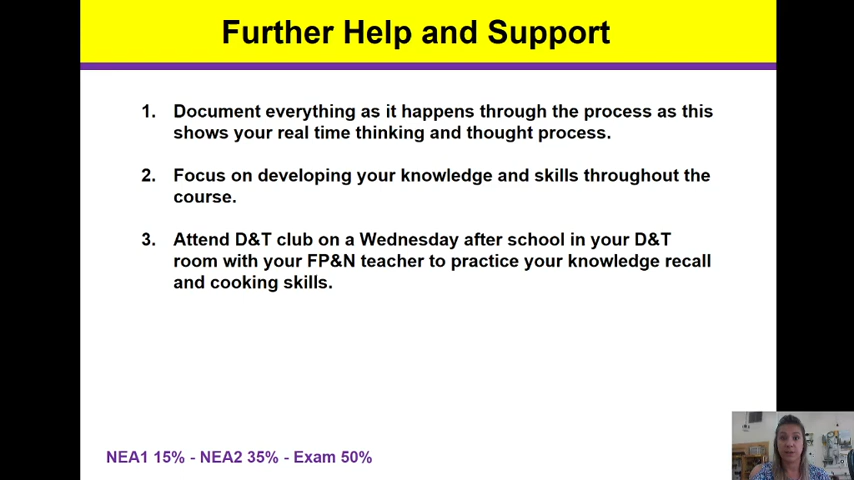 Further Help and Support
1. Document everything as it happens through the process as this
shows your real time thinking and thought process.
2. Focus on developing your knowledge and skills throughout the
course.
3. Attend D&T club on a Wednesday after school in your D&T
room with your FP&N teacher to practice your knowledge recall
and cooking skills.
NEA1 15% - NEA2 35% - Exam 50%